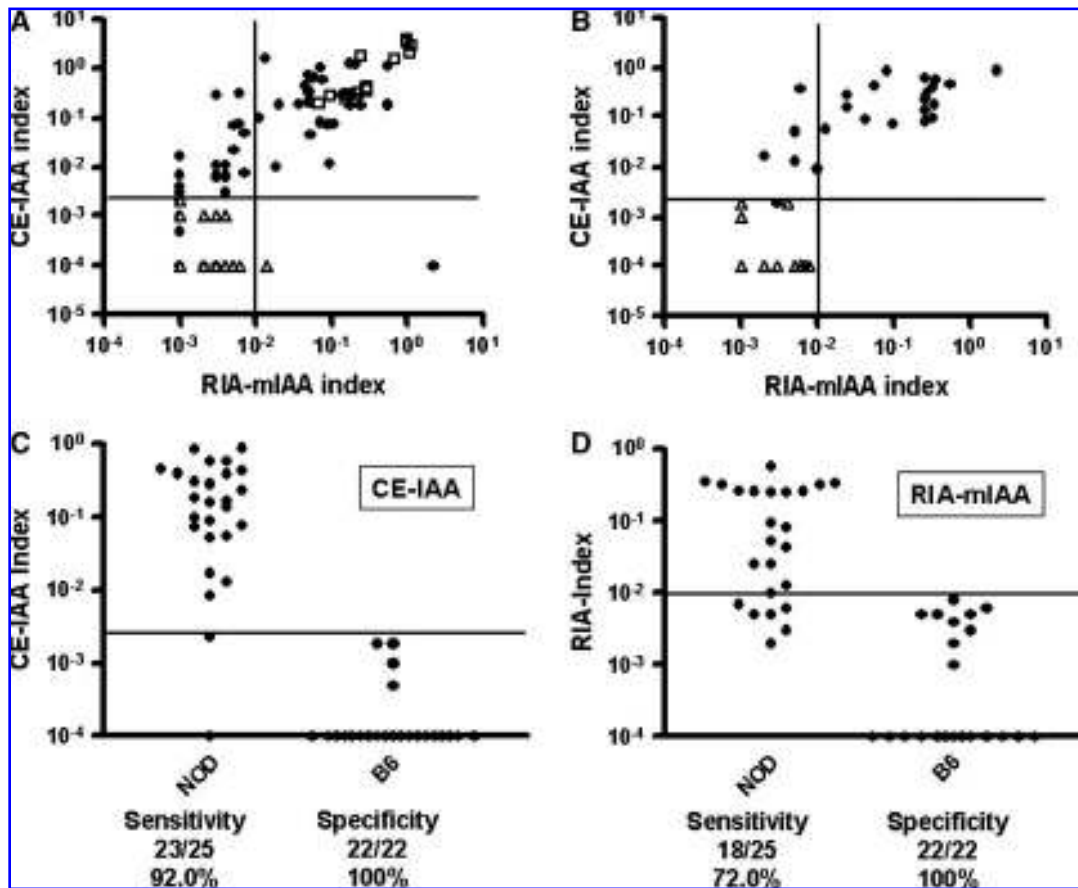 A
CE-IAA index
10¹
10⁰
10⁻¹
10⁻²
10⁻³
10⁻⁴
10⁻⁵
10⁻⁴ 10⁻³ 10⁻² 10⁻¹ 10⁰ 10¹
RIA-mIAA index
B
CE-IAA index
10¹
10⁰
10⁻¹
10⁻²
10⁻³
10⁻⁴
10⁻⁵
10⁻⁴ 10⁻³ 10⁻² 10⁻¹ 10⁰ 10¹
RIA-mIAA index
C
CE-IAA Index
10⁰
10⁻¹
10⁻²
10⁻³
10⁻⁴
CE-IAA
NOD
B6
Sensitivity Specificity
23/25 22/22
92.0% 100%
D
RIA-Index
10⁰
10⁻¹
10⁻²
10⁻³
10⁻⁴
RIA-mIAA
NOD
B6
Sensitivity Specificity
18/25 22/22
72.0% 100%